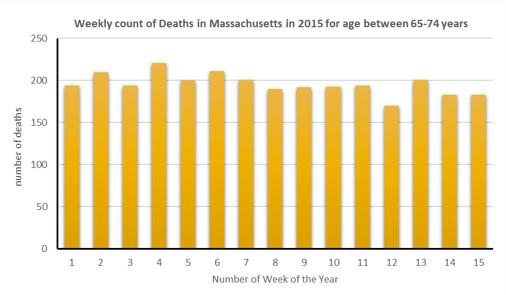 Weekly count of Deaths in Massachusetts in 2015 for age between 65-74 years
250
200
150
100
50
0
number of deaths
1 2 3 4 5 6 7 8 9 10 11 12 13 14 15
Number of Week of the Year